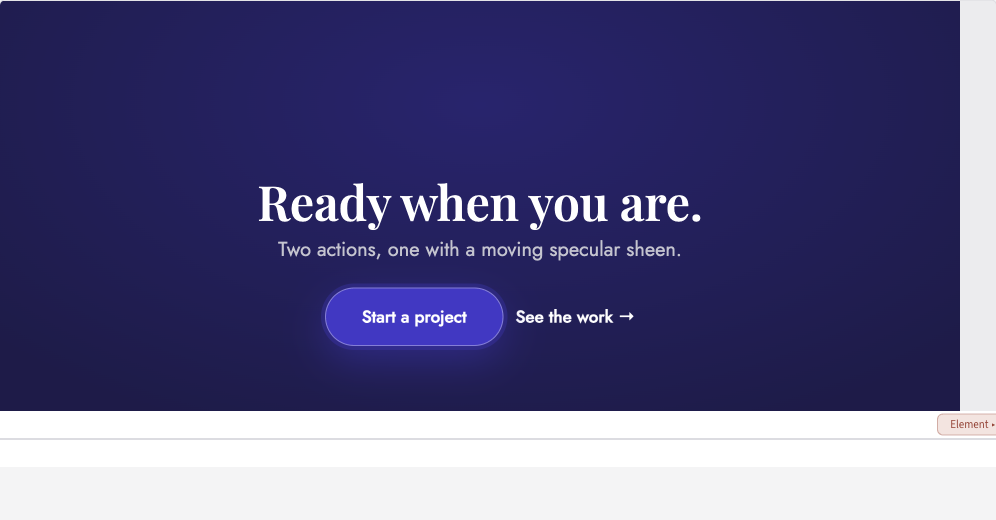 Ready when you are.
Two actions, one with a moving specular sheen.
Start a project
See the work →
Element